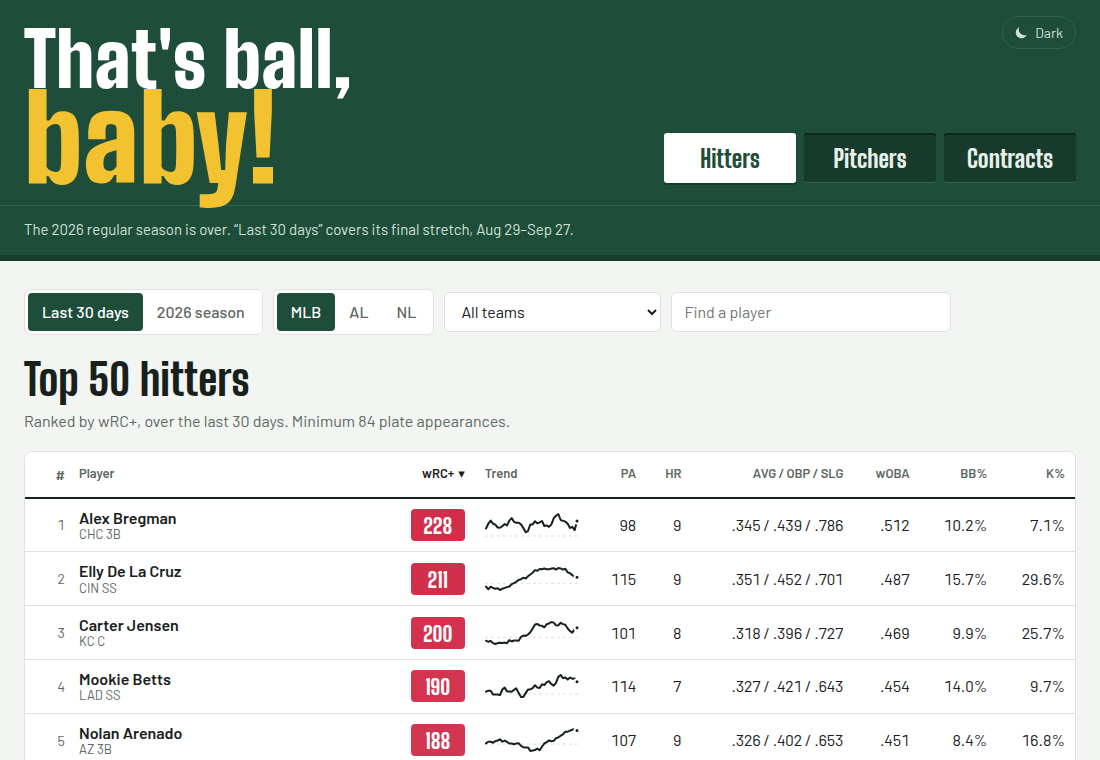 That's ball,
baby!
Dark
Hitters
Pitchers
Contracts
The 2026 regular season is over. “Last 30 days” covers its final stretch, Aug 29–Sep 27.
Last 30 days
2026 season
MLB
AL
NL
All teams
Find a player
Top 50 hitters
Ranked by wRC+, over the last 30 days. Minimum 84 plate appearances.
# Player wRC+ ▼ Trend PA HR AVG / OBP / SLG wOBA BB% K%
1 Alex Bregman 228 98 9 .345 / .439 / .786 .512 10.2% 7.1%
CHC 3B
2 Elly De La Cruz 211 115 9 .351 / .452 / .701 .487 15.7% 29.6%
CIN SS
3 Carter Jensen 200 101 8 .318 / .396 / .727 .469 9.9% 25.7%
KC C
4 Mookie Betts 190 114 7 .327 / .421 / .643 .454 14.0% 9.7%
LAD SS
5 Nolan Arenado 188 107 9 .326 / .402 / .653 .451 8.4% 16.8%
AZ 3B